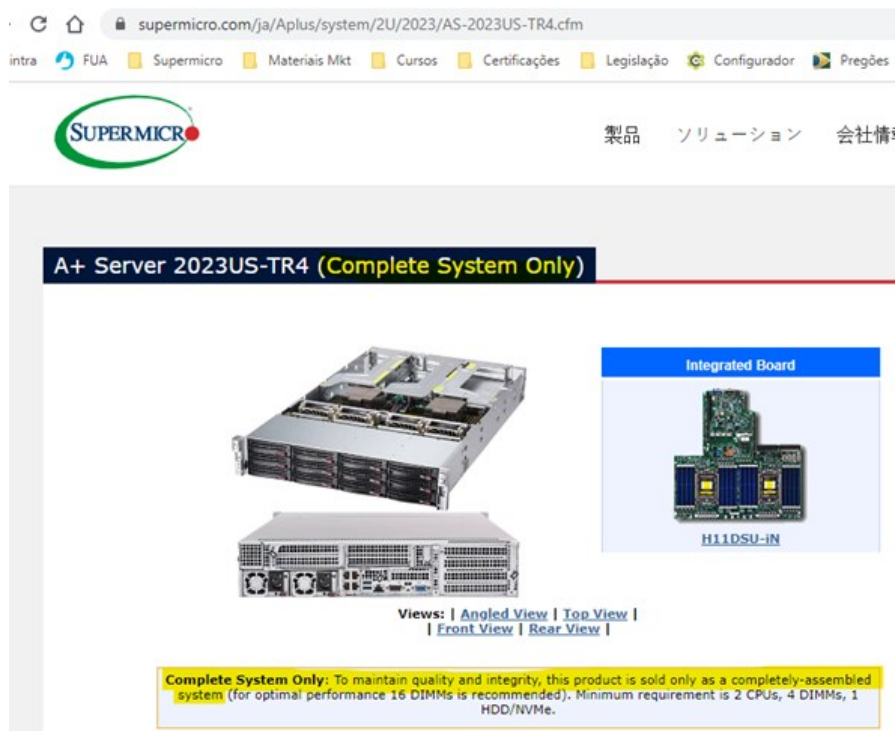 supermicro.com/ja/Aplus/system/2U/2023/AS-2023US-TR4.cfm
intra FUA Supermicro Materiais Mkt Cursos Certificações Legislação Configurador Pregões
SUPERMICRO 製品 ソリューション 会社情報
A+ Server 2023US-TR4 (Complete System Only)
Integrated Board
H11DSU-iN
Views: | Angled View | Top View |
| Front View | Rear View |
Complete System Only: To maintain quality and integrity, this product is sold only as a completely-assembled
system (for optimal performance 16 DIMMs is recommended). Minimum requirement is 2 CPUs, 4 DIMMs, 1
HDD/NVMe.